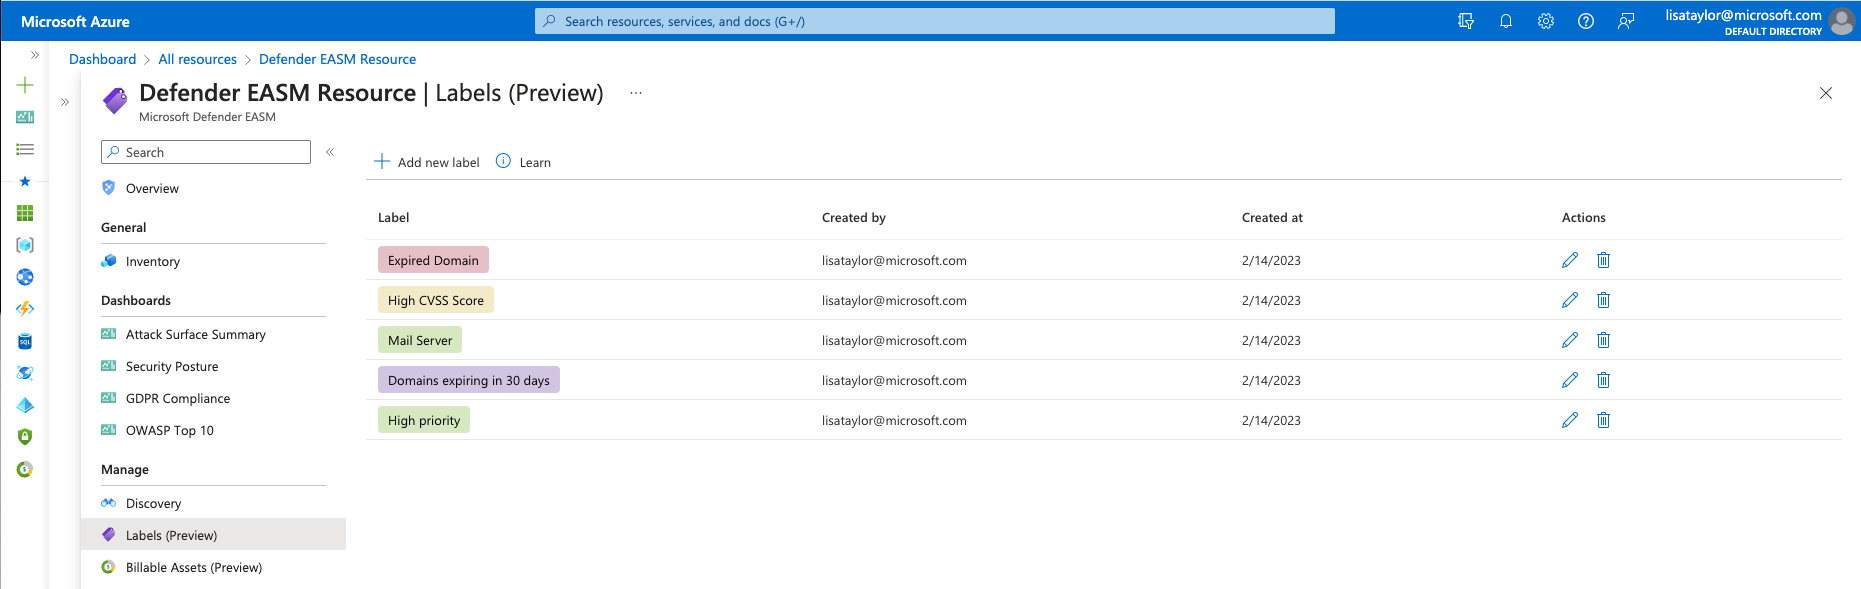 Microsoft Azure
Search resources, services, and docs (G+/)
lisataylor@microsoft.com
DEFAULT DIRECTORY
Dashboard > All resources > Defender EASM Resource
Defender EASM Resource | Labels (Preview) ...
Microsoft Defender EASM
Search
Overview
General
Inventory
Dashboards
Attack Surface Summary
Security Posture
GDPR Compliance
OWASP Top 10
Manage
Discovery
Labels (Preview)
Billable Assets (Preview)
Add new label Learn
Label Created by Created at Actions
Expired Domain lisataylor@microsoft.com 2/14/2023
High CVSS Score lisataylor@microsoft.com 2/14/2023
Mail Server lisataylor@microsoft.com 2/14/2023
Domains expiring in 30 days lisataylor@microsoft.com 2/14/2023
High priority lisataylor@microsoft.com 2/14/2023